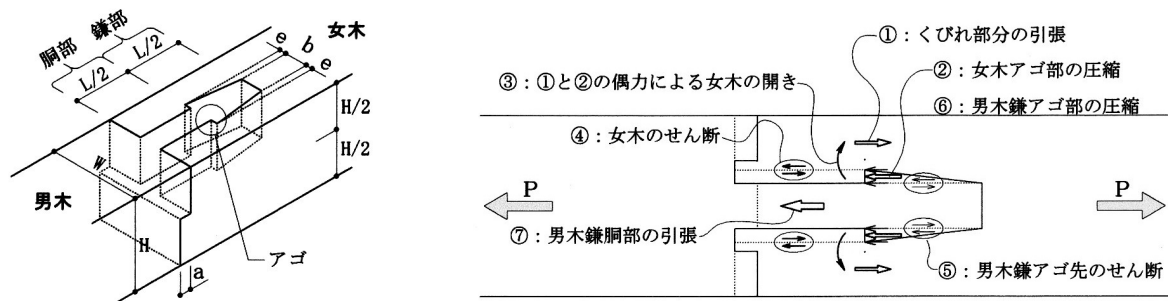 胴部 鎌部
L/2
L/2
女木
e
b
e
H/2
H/2
W
男木
H
a
アゴ
①：くびれ部分の引張
②：女木アゴ部の圧縮
③：①と②の偶力による女木の開き
⑥：男木鎌アゴ部の圧縮
④：女木のせん断
P
P
⑦：男木鎌胴部の引張
⑤：男木鎌アゴ先のせん断